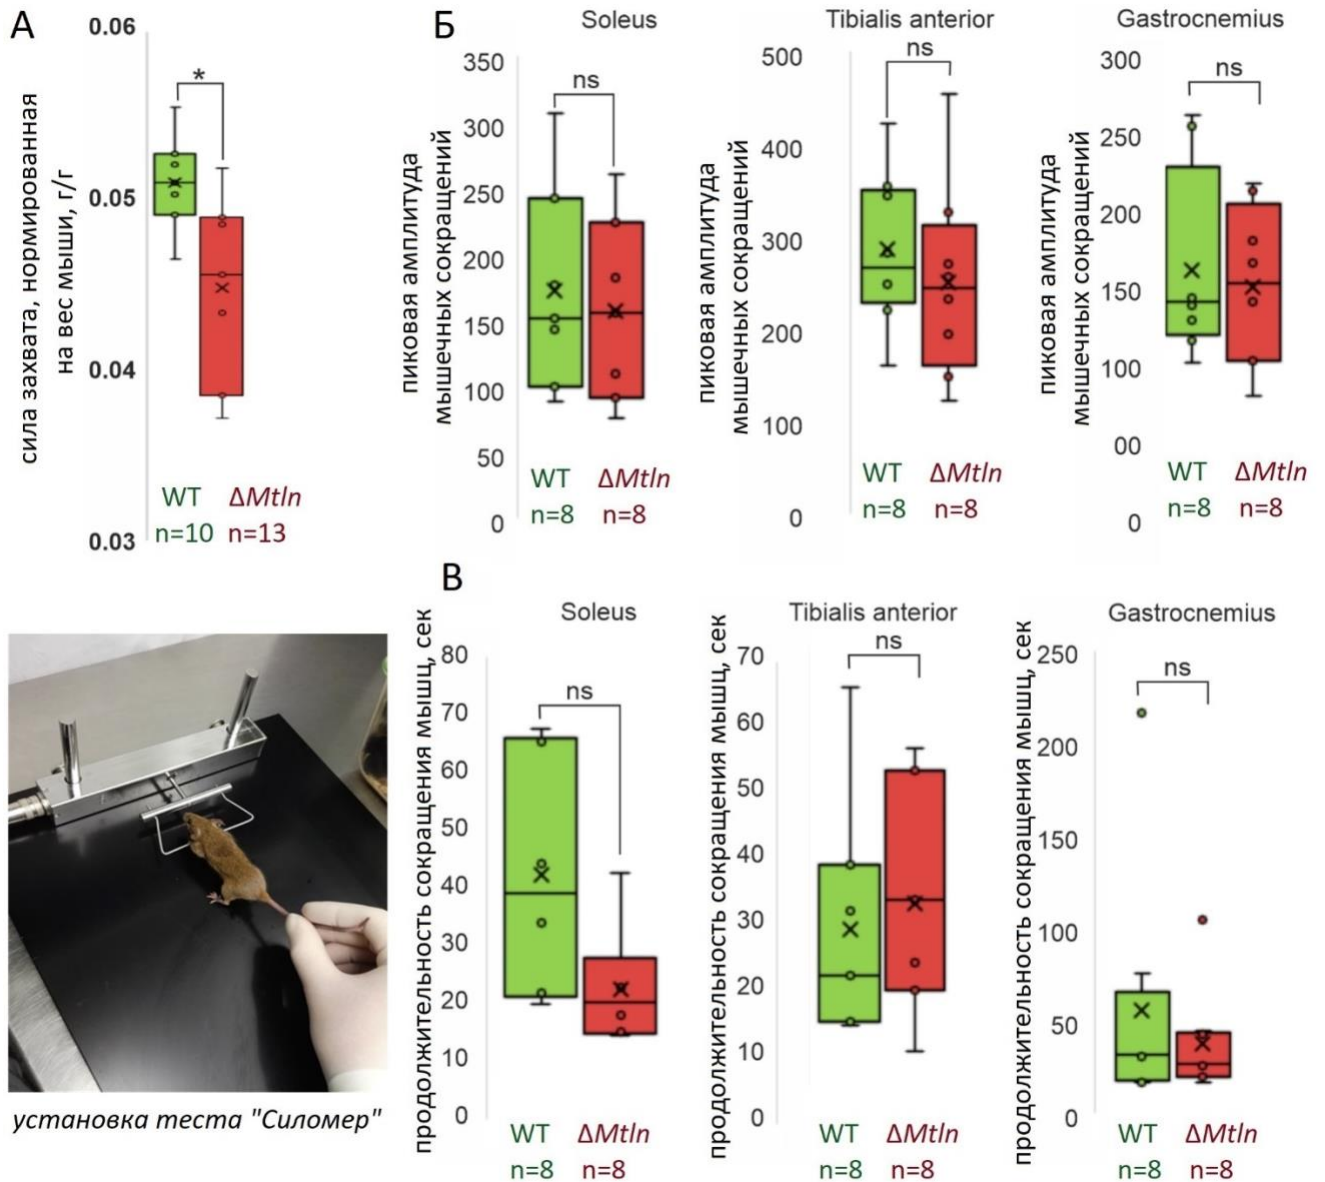 А
сила захвата, нормированная
на вес мыши, г/г
0.06
0.05
0.04
0.03
*
WT
ΔMtln
n=10
n=13
Б
Soleus
пиковая амплитуда
мышечных сокращений
350
300
250
200
150
100
50
0
ns
WT
ΔMtln
n=8
n=8
Tibialis anterior
пиковая амплитуда
мышечных сокращений
500
400
300
200
100
0
ns
WT
ΔMtln
n=8
n=8
Gastrocnemius
пиковая амплитуда
мышечных сокращений
300
250
200
150
100
00
0
ns
WT
ΔMtln
n=8
n=8
установка теста "Силомер"
В
Soleus
продолжительность сокращения мышц, сек
80
70
60
50
40
30
20
10
0
ns
WT
ΔMtln
n=8
n=8
Tibialis anterior
продолжительность сокращения мышц, сек
70
60
50
40
30
20
10
0
ns
WT
ΔMtln
n=8
n=8
Gastrocnemius
продолжительность сокращения мышц, сек
250
200
150
100
50
0
ns
WT
ΔMtln
n=8
n=8